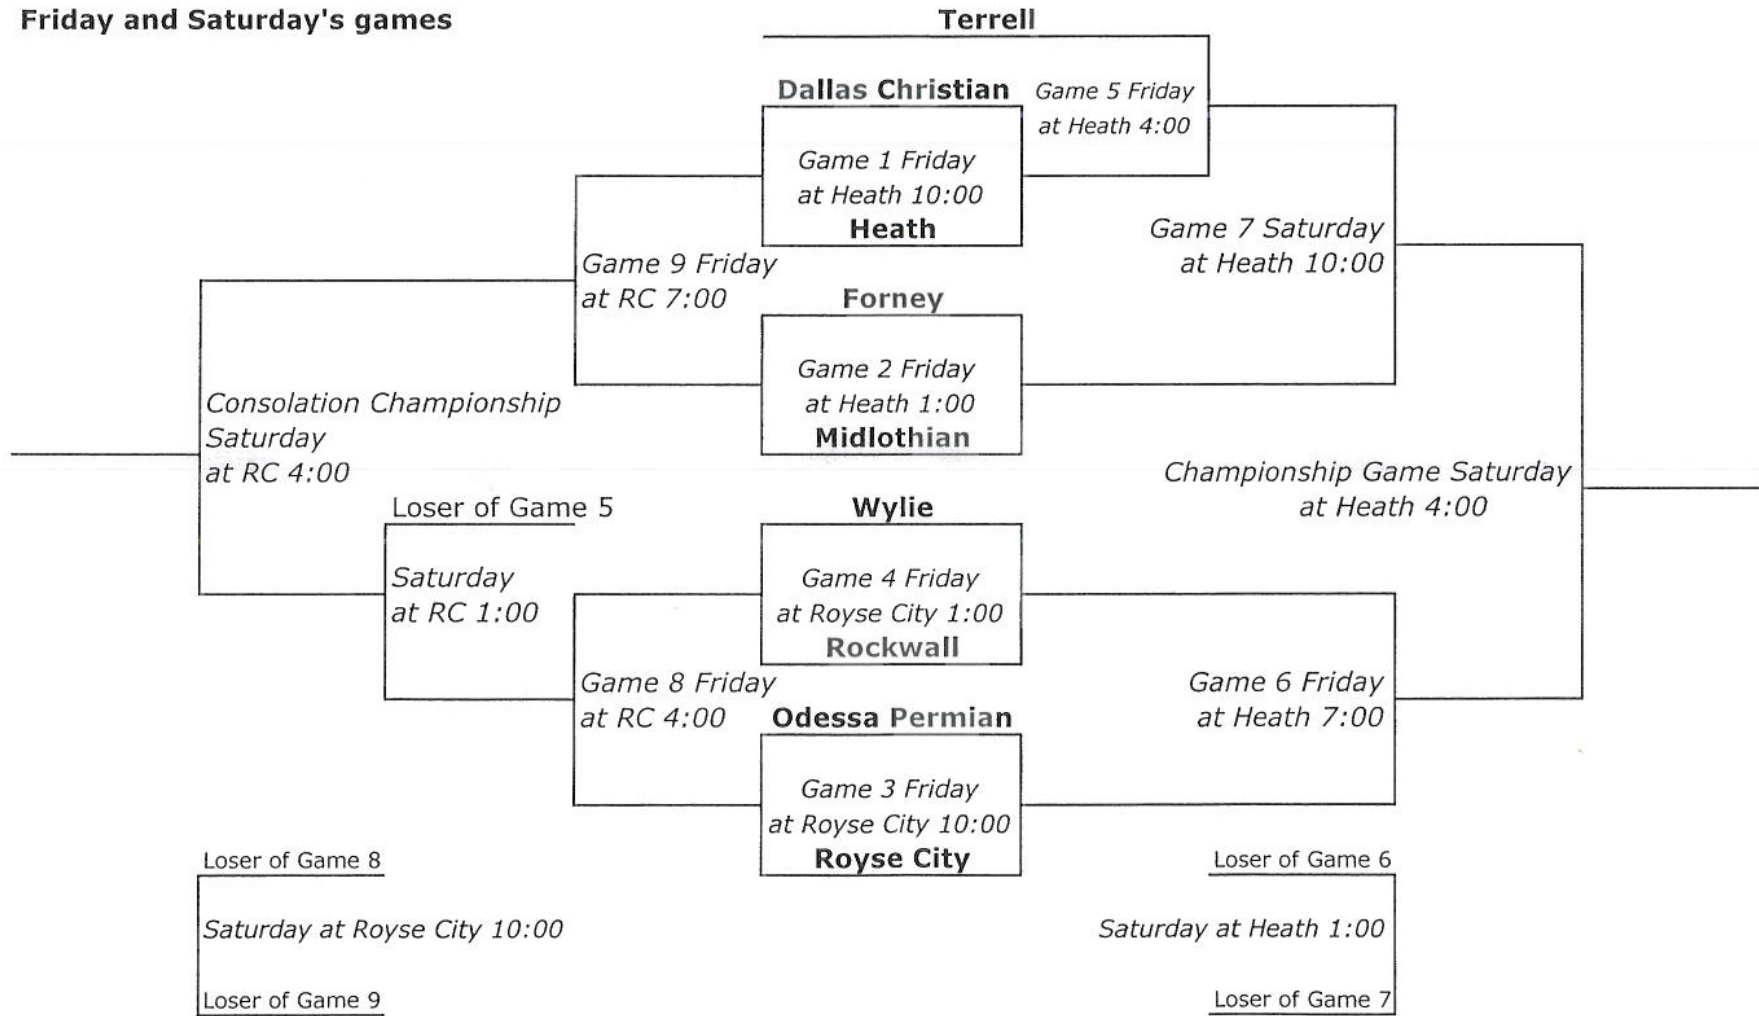 Friday and Saturday's games
Terrell
Dallas Christian
Game 5 Friday
at Heath 4:00
Game 1 Friday
at Heath 10:00
Heath
Game 7 Saturday
at Heath 10:00
Game 9 Friday
at RC 7:00
Forney
Game 2 Friday
at Heath 1:00
Midlothian
Consolation Championship
Saturday
at RC 4:00
Championship Game Saturday
at Heath 4:00
Loser of Game 5
Wylie
Saturday
at RC 1:00
Game 4 Friday
at Royse City 1:00
Rockwall
Game 8 Friday
at RC 4:00
Game 6 Friday
at Heath 7:00
Odessa Permian
Game 3 Friday
at Royse City 10:00
Royse City
Loser of Game 8
Saturday at Royse City 10:00
Loser of Game 9
Loser of Game 6
Saturday at Heath 1:00
Loser of Game 7